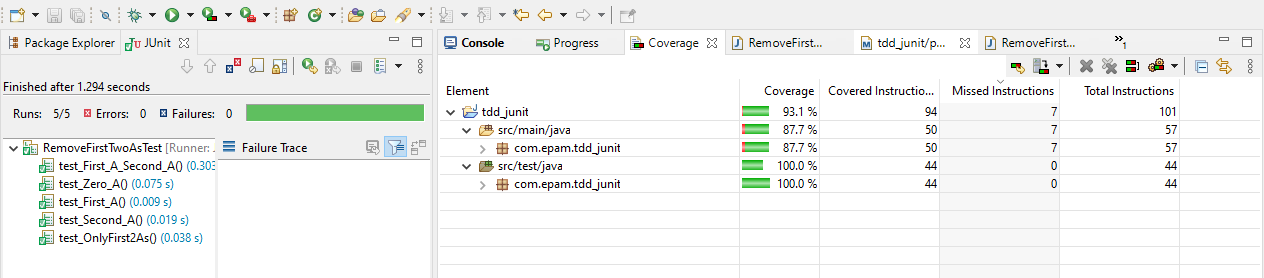 Package Explorer JUnit
Console Progress Coverage RemoveFirst... tdd_junit/p... RemoveFirst... »1
Finished after 1.294 seconds
Runs: 5/5 Errors: 0 Failures: 0
RemoveFirstTwoAsTest [Runner:
test_First_A_Second_A() (0.303
test_Zero_A() (0.075 s)
test_First_A() (0.009 s)
test_Second_A() (0.019 s)
test_OnlyFirst2As() (0.038 s)
Failure Trace
Element Coverage Covered Instructio... Missed Instructions Total Instructions
tdd_junit 93.1 % 94 7 101
src/main/java 87.7 % 50 7 57
com.epam.tdd_junit 87.7 % 50 7 57
src/test/java 100.0 % 44 0 44
com.epam.tdd_junit 100.0 % 44 0 44